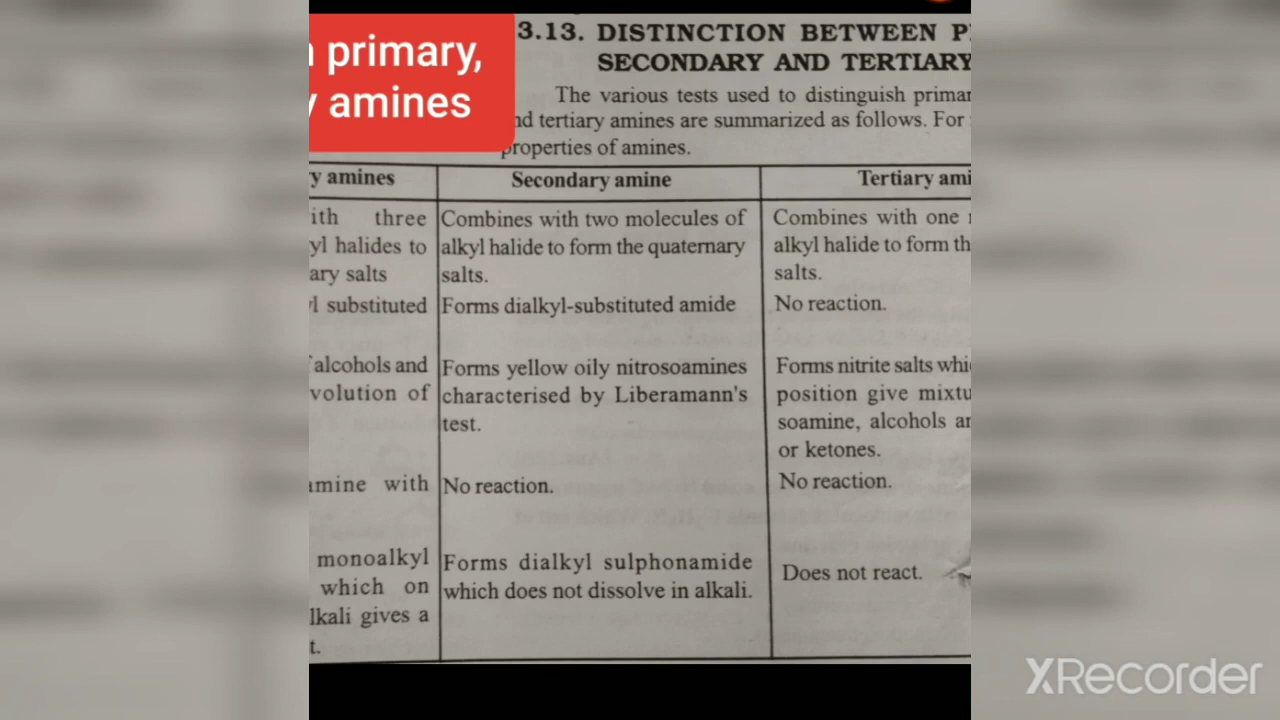 primary,
amines
3.13. DISTINCTION BETWEEN
SECONDARY AND TERTIARY
The various tests used to distinguish
tertiary amines are summarized as follows. For
properties of amines.
y amines
Secondary amine
Tertiary ami
ith three
yl halides to
ary salts
Combines with two molecules of
alkyl halide to form the quaternary
salts.
Combines with one
alkyl halide to form th
salts.
substituted
Forms dialkyl-substituted amide
No reaction.
alcohols and
volution of
Forms yellow oily nitrosoamines
characterised by Liberamann's
test.
Forms nitrite salts whi
position give mixtu
soamine, alcohols
or ketones.
amine with
No reaction.
No reaction.
monoalkyl
which on
lkali gives a
t.
Forms dialkyl sulphonamide
which does not dissolve in alkali.
Does not react.
XRecorder